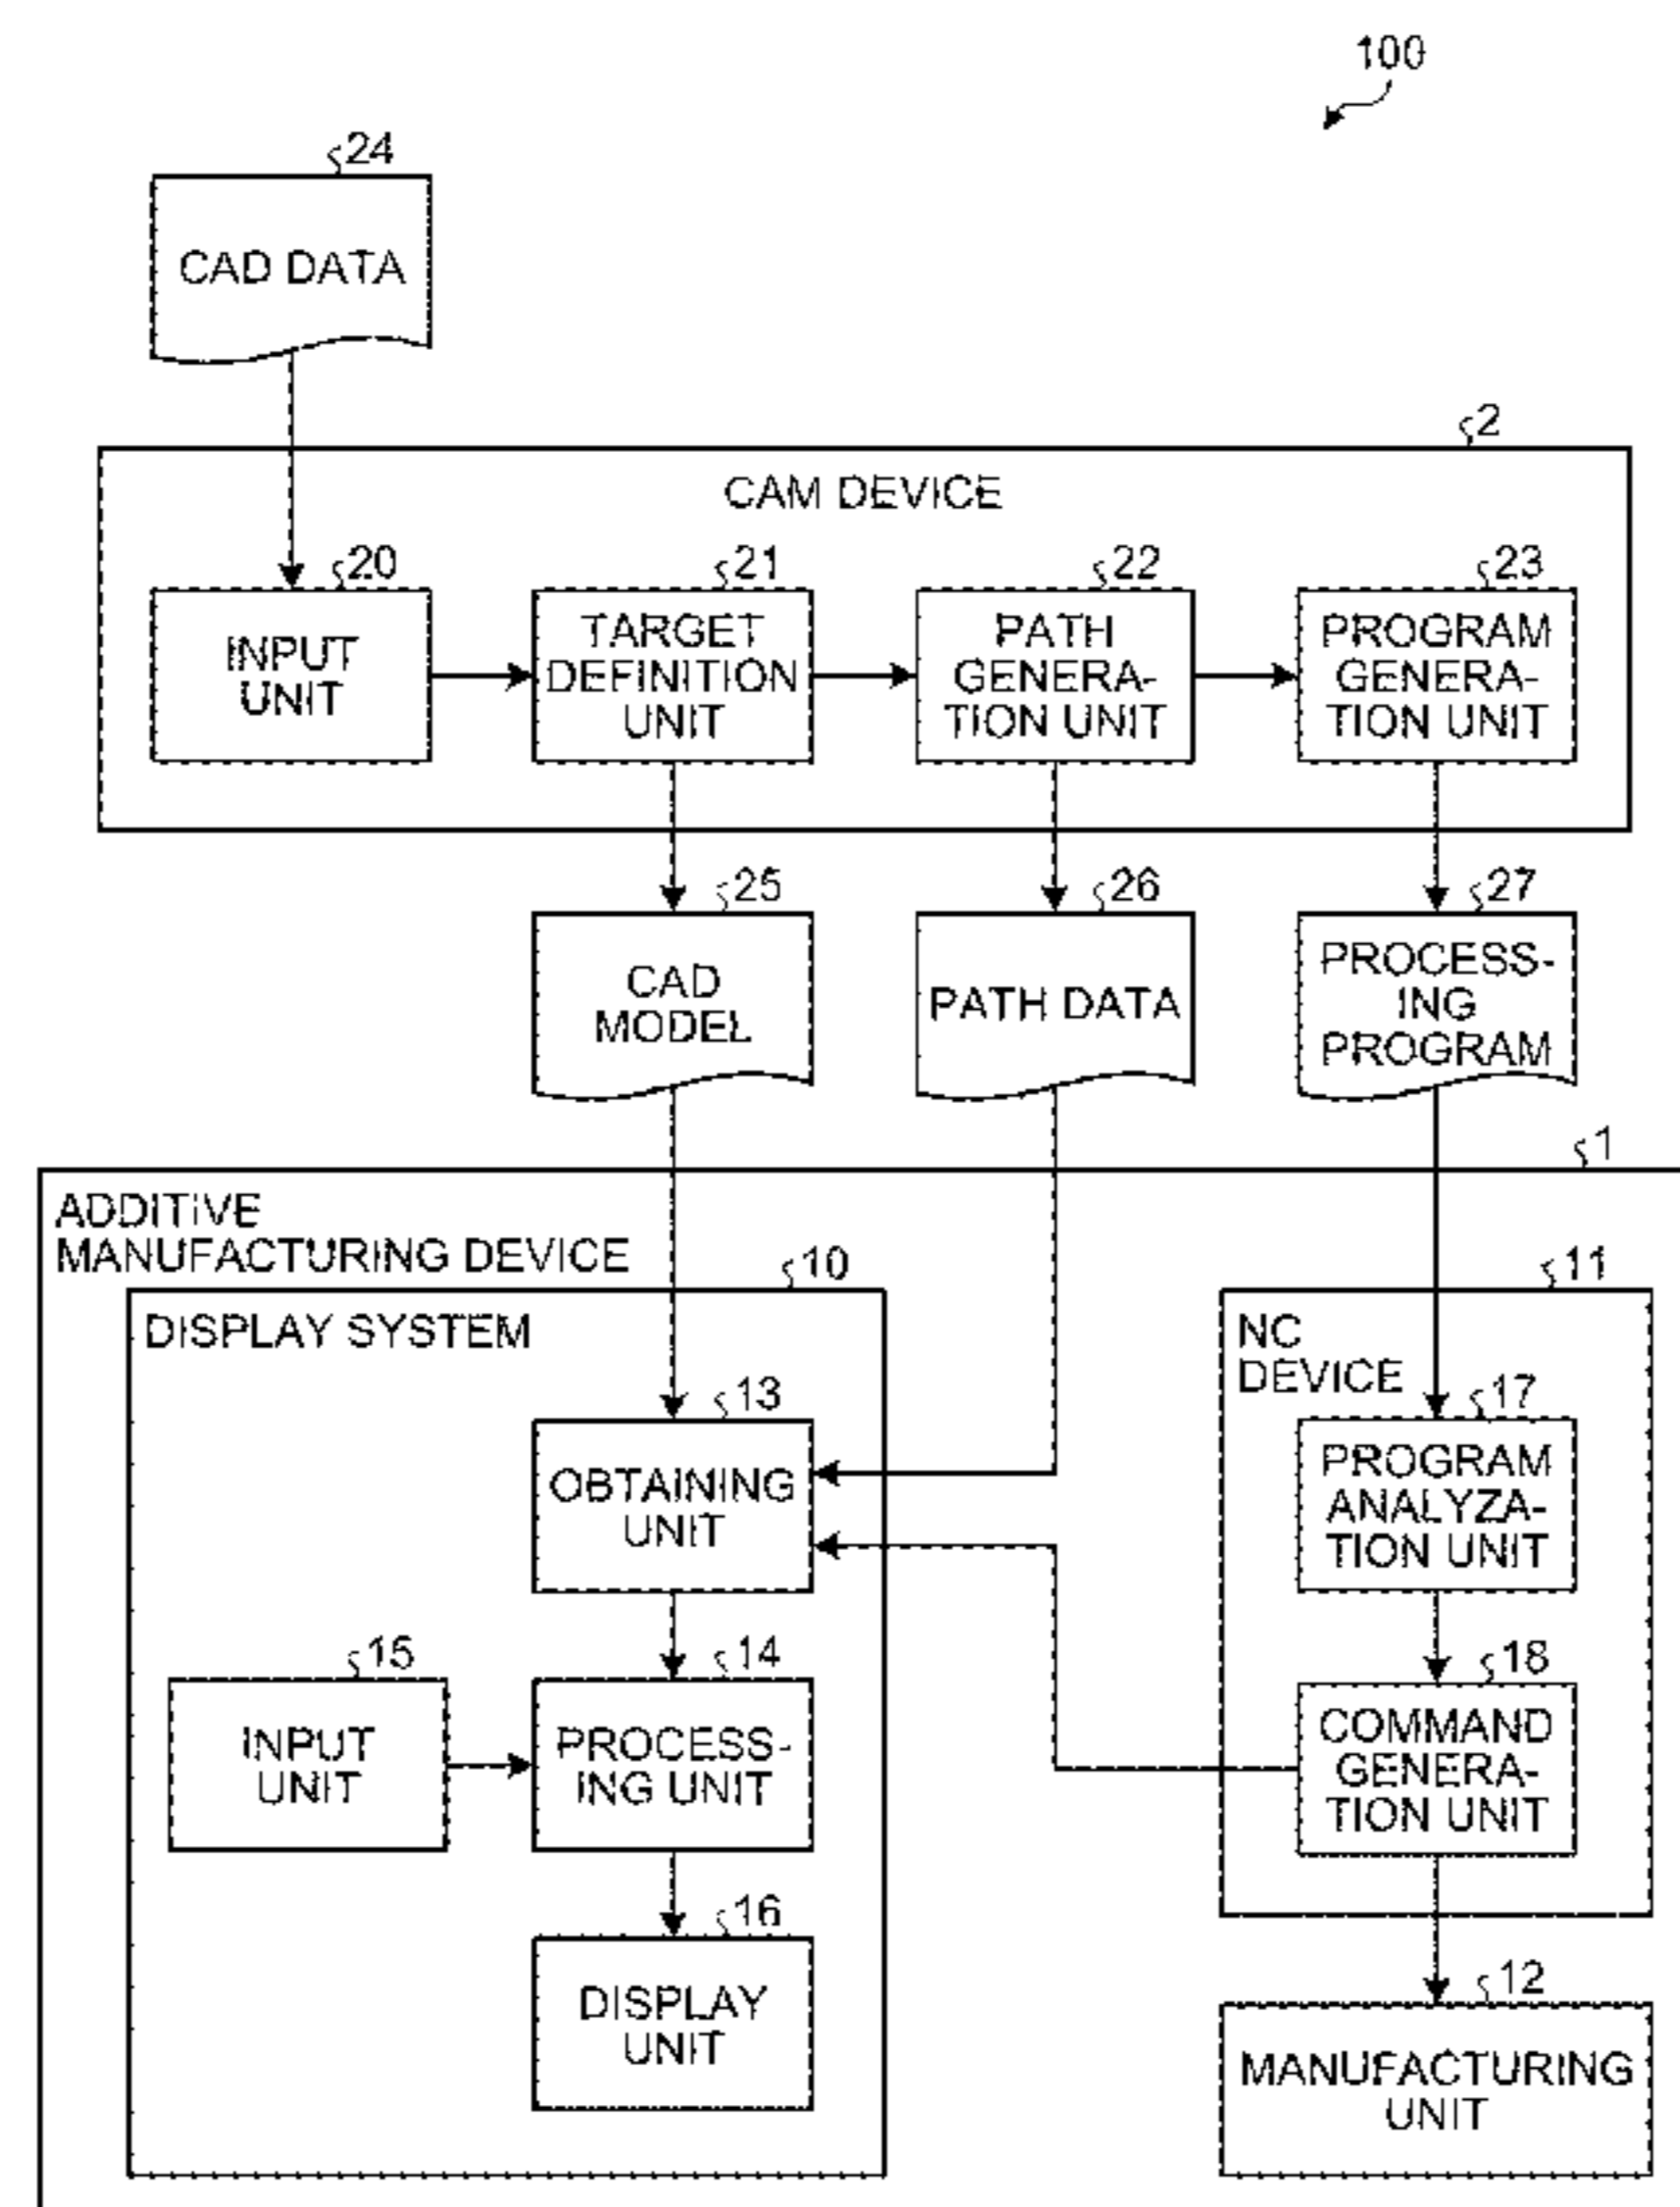 100
24
CAD DATA
2
CAM DEVICE
20
INPUT
UNIT
21
TARGET
DEFINITION
UNIT
22
PATH
GENERA-
TION UNIT
23
PROGRAM
GENERA-
TION UNIT
25
CAD
MODEL
26
PATH DATA
27
PROCESS-
ING
PROGRAM
1
ADDITIVE
MANUFACTURING DEVICE
10
DISPLAY SYSTEM
11
NC
DEVICE
13
OBTAINING
UNIT
17
PROGRAM
ANALYZA-
TION UNIT
15
INPUT
UNIT
14
PROCESS-
ING UNIT
18
COMMAND
GENERA-
TION UNIT
16
DISPLAY
UNIT
12
MANUFACTURING
UNIT